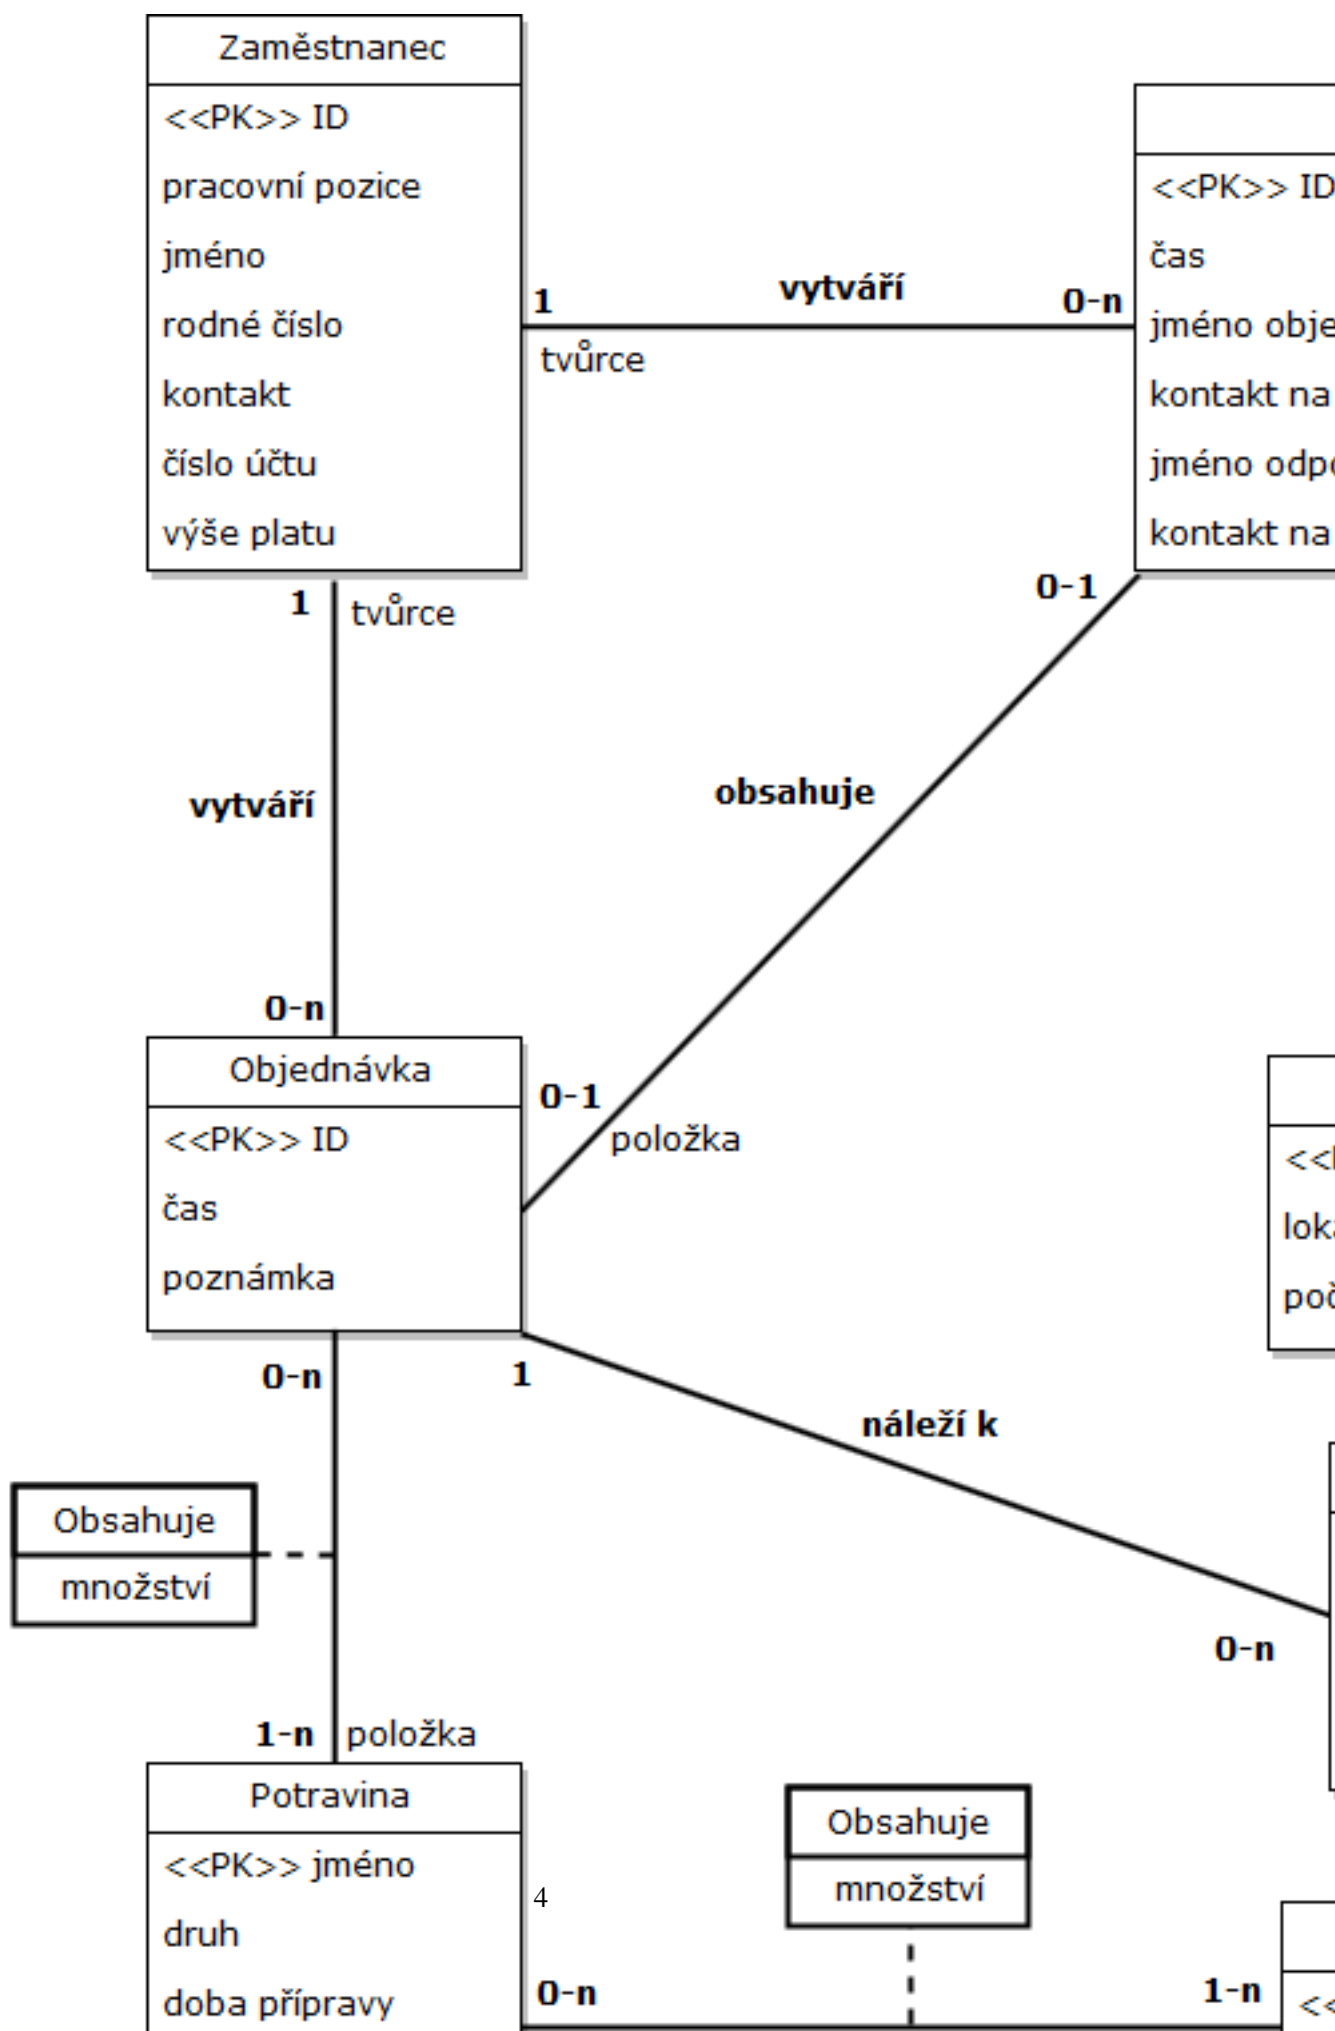 Zaměstnanec
<<PK>> ID
pracovní pozice
jméno
rodné číslo
kontakt
číslo účtu
výše platu
1
vytváří
0-n
tvůrce
<<PK>> ID
čas
jméno obje
kontakt na
jméno odpo
kontakt na
1
tvůrce
vytváří
0-n
0-1
obsahuje
0-1
položka
Objednávka
<<PK>> ID
čas
poznámka
<<
loka
poč
0-n
1
náleží k
0-n
Obsahuje
množství
1-n
položka
Potravina
<<PK>> jméno
druh
doba přípravy
4
Obsahuje
množství
0-n
1-n
<<